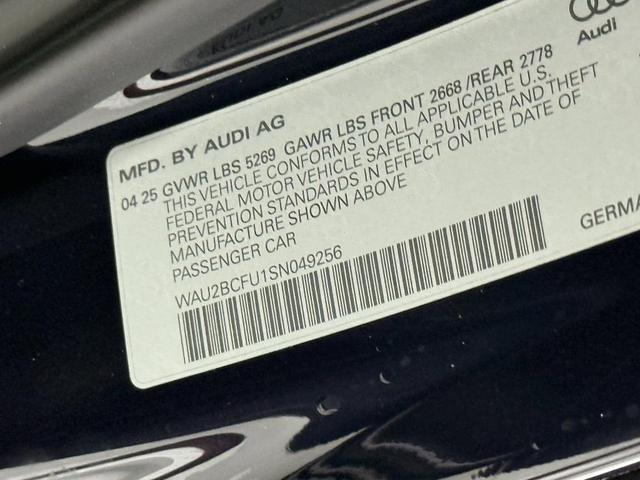 Audi
MFD. BY AUDI AG
04 25 GVWR LBS 5269 GAWR LBS FRONT 2668 /REAR 2778
THIS VEHICLE CONFORMS TO ALL APPLICABLE U.S.
FEDERAL MOTOR VEHICLE SAFETY, BUMPER AND THEFT
PREVENTION STANDARDS IN EFFECT ON THE DATE OF
MANUFACTURE SHOWN ABOVE
PASSENGER CAR
GERMA
WAU2BCFU1SN049256